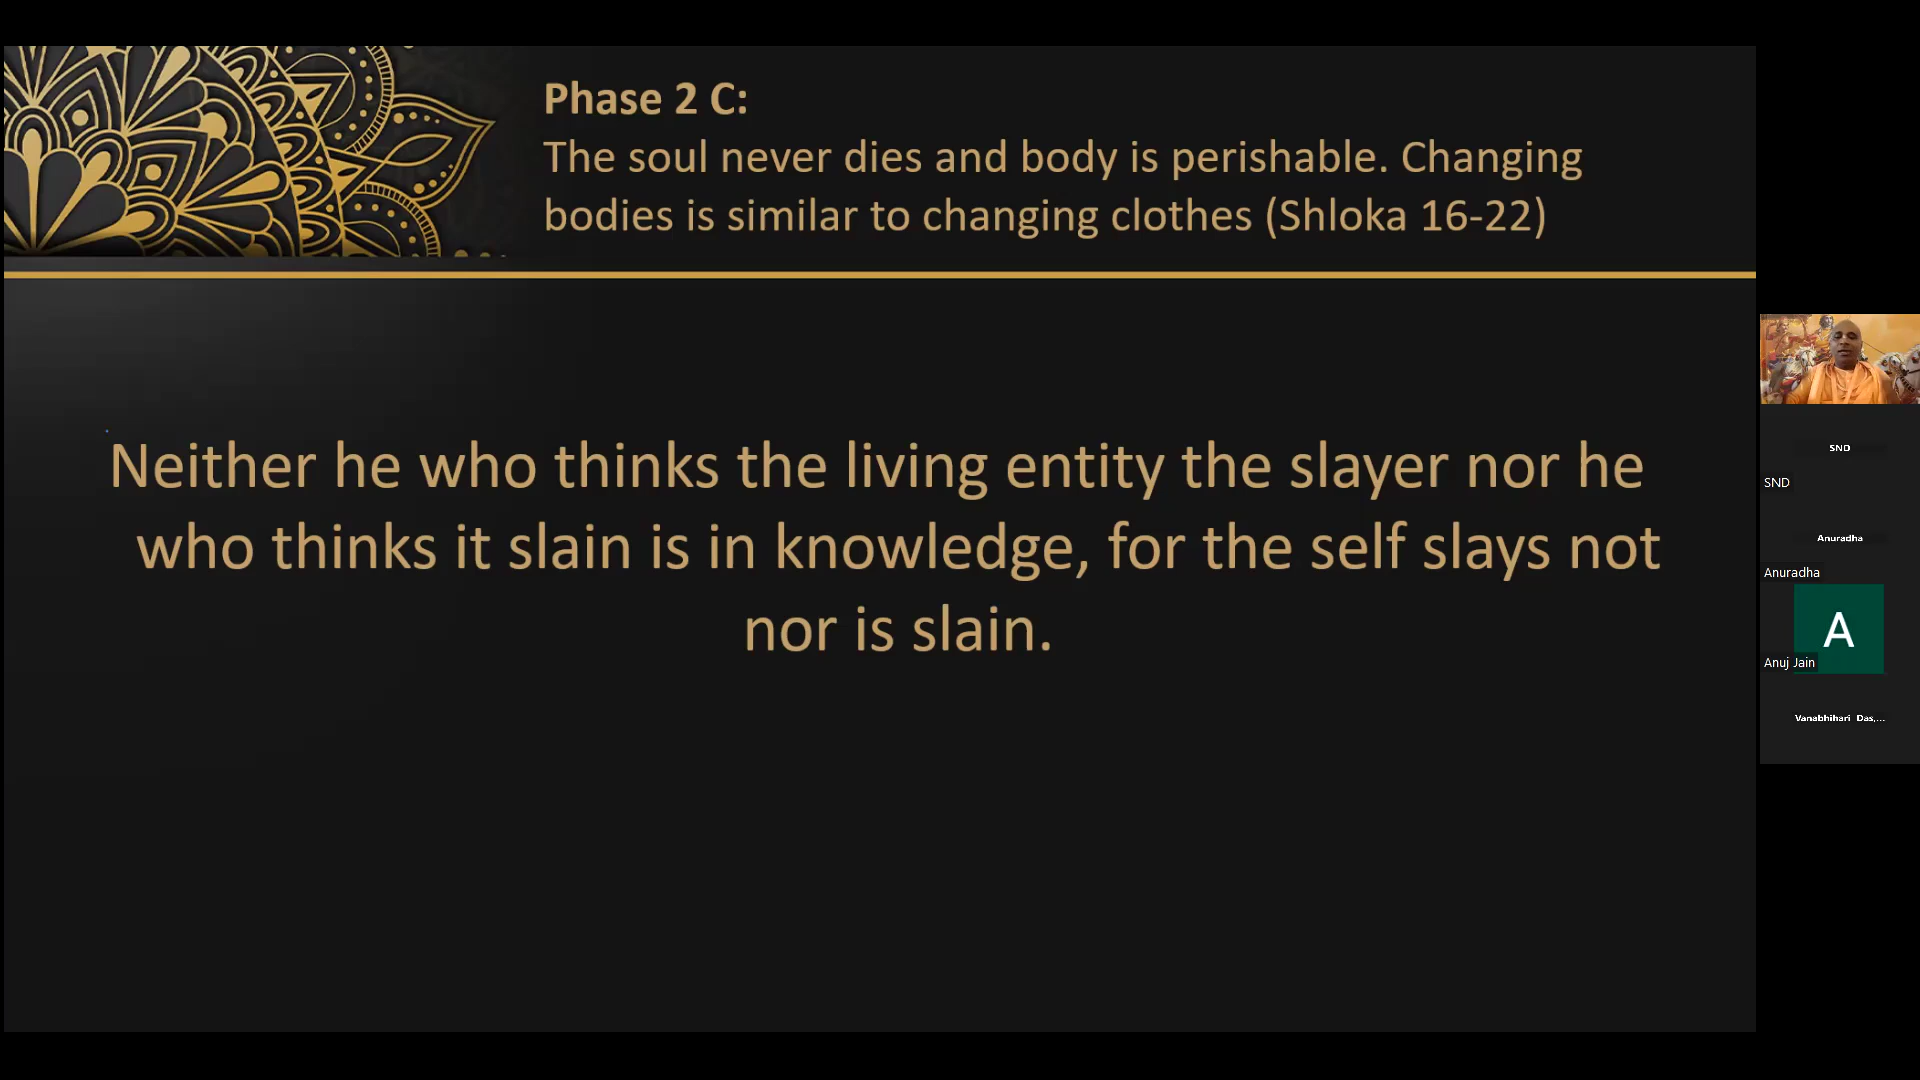 Phase 2 C:
The soul never dies and body is perishable. Changing
bodies is similar to changing clothes (Shloka 16-22)
Neither he who thinks the living entity the slayer nor he
who thinks it slain is in knowledge, for the self slays not
nor is slain.
SND
SND
Anuradha
Anuradha
A
Anuj Jain
Vanabhihari Das,...